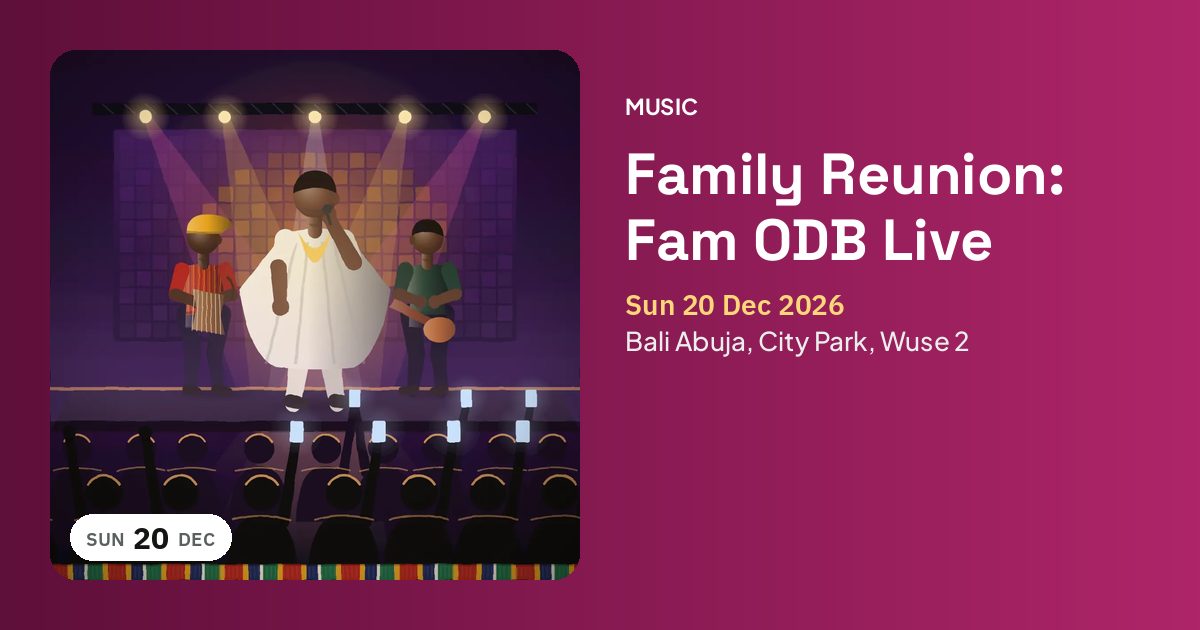 MUSIC
Family Reunion:
Fam ODB Live
Sun 20 Dec 2026
Bali Abuja, City Park, Wuse 2
SUN 20 DEC